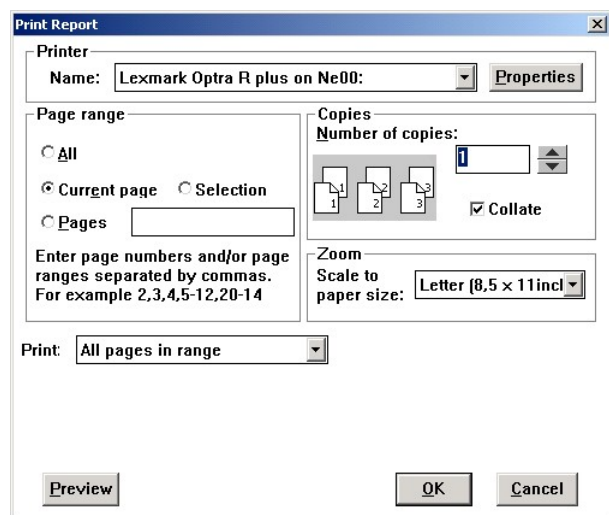 Print Report
Printer
Name: Lexmark Optra R plus on Ne00: Properties
Page range
All
Current page Selection
Pages
Enter page numbers and/or page
ranges separated by commas.
For example 2,3,4,5-12,20-14
Copies
Number of copies:
1
1 1 2 2 3 3
Collate
Zoom
Scale to
paper size: Letter (8,5 x 11incl
Print: All pages in range
Preview OK Cancel